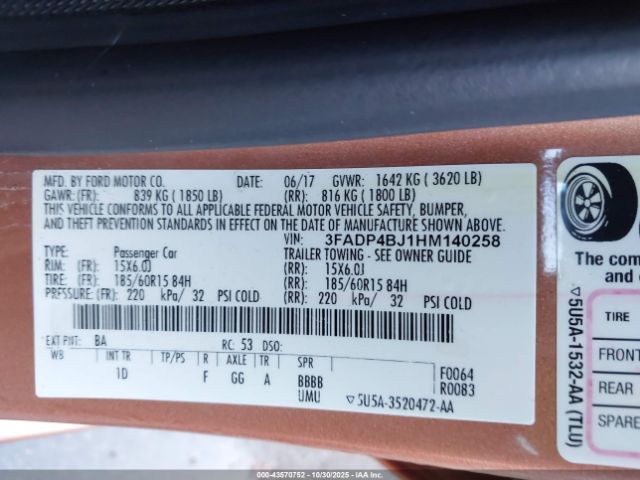 MFD. BY FORD MOTOR CO. DATE: 06/17 GVWR: 1642 KG ( 3620 LB)
GAWR: (FR): 839 KG ( 1850 LB) (RR): 816 KG ( 1800 LB)
THIS VEHICLE CONFORMS TO ALL APPLICABLE FEDERAL MOTOR VEHICLE SAFETY, BUMPER,
AND THEFT PREVENTION STANDARDS IN EFFECT ON THE DATE OF MANUFACTURE SHOWN ABOVE.
VIN: 3FADP4BJ1HM140258
TYPE: Passenger Car TRAILER TOWING - SEE OWNER GUIDE
RIM: (FR): 15X6.0J (RR): 15X6.0J
TIRE: (FR): 185/60R15 84H (RR): 185/60R15 84H
PRESSURE: (FR): 220 kPa/ 32 PSI COLD (RR): 220 kPa/ 32 PSI COLD
EXT PNT: BA RC: 53 DSO:
WB INT TR TP/PS R AXLE TR SPR
1D F GG A BBBB
UMU
F0064
R0083
▽5U5A-3520472-AA
The com
▽5U5A-1532-AA (TLU)
TIRE
FRONT
REAR
SPARE
000-43570752 10/30/2025 IAAI.com